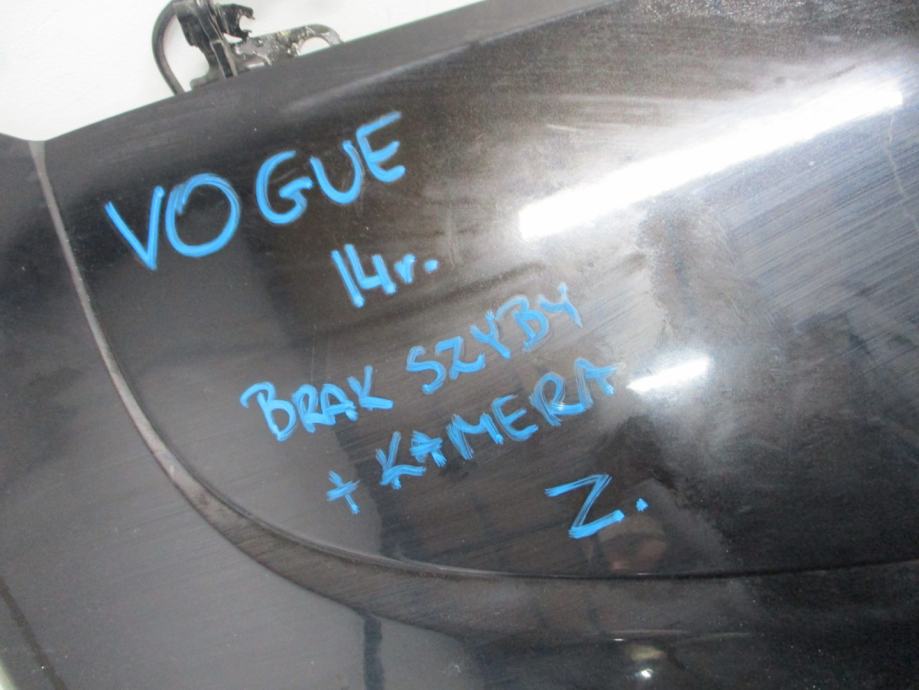 VOGUE
14r.
BRAK SZYBY
+ KAMERA
Z.